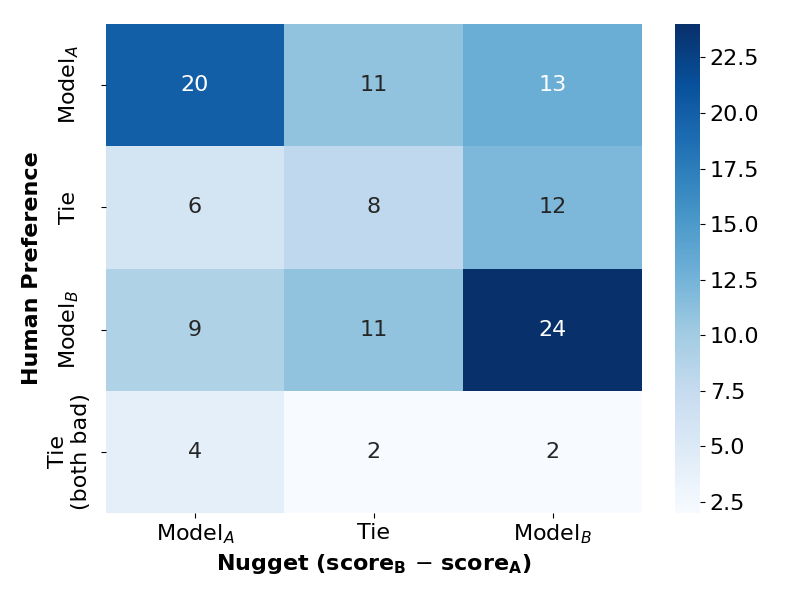 Human Preference
Model_A
Tie
Model_B
Tie
(both bad)
20 11 13
6 8 12
9 11 24
4 2 2
Model_A Tie Model_B
Nugget (score_B − score_A)
22.5
20.0
17.5
15.0
12.5
10.0
7.5
5.0
2.5